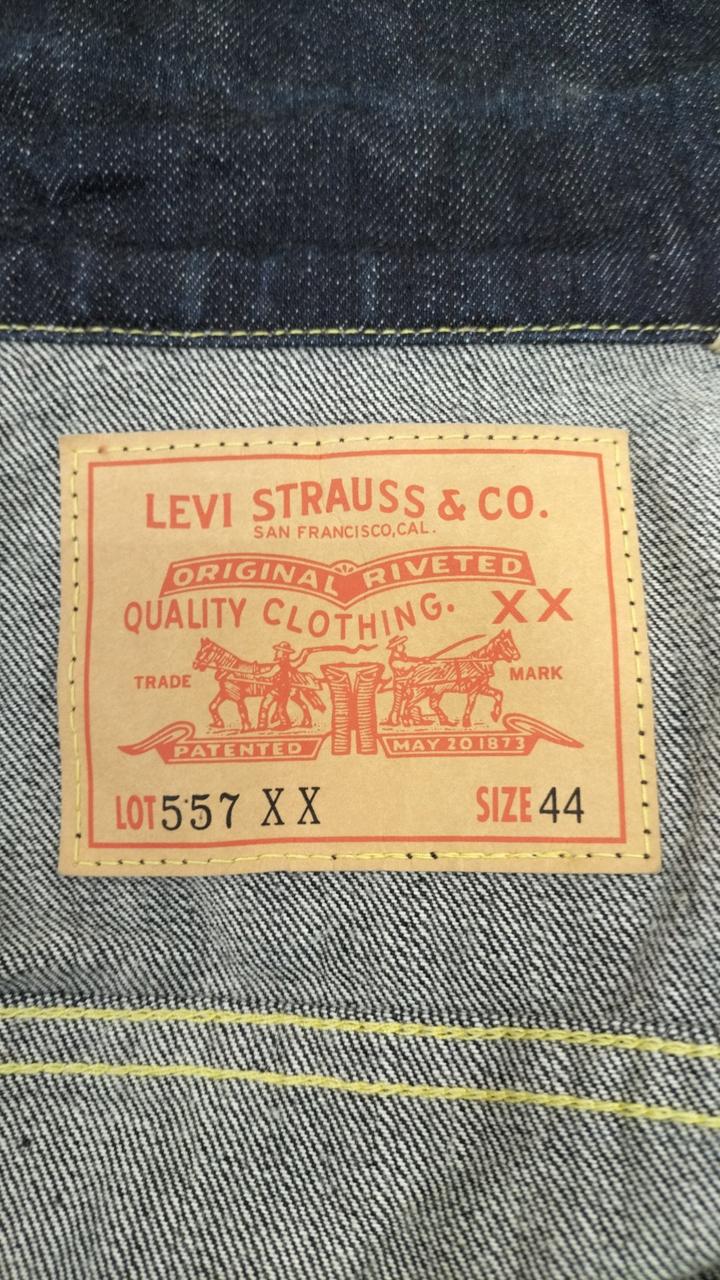 LEVI STRAUSS & CO.
SAN FRANCISCO, CAL.
ORIGINAL RIVETED
QUALITY CLOTHING. XX
TRADE MARK
PATENTED MAY 20 1873
LOT 557 XX SIZE 44